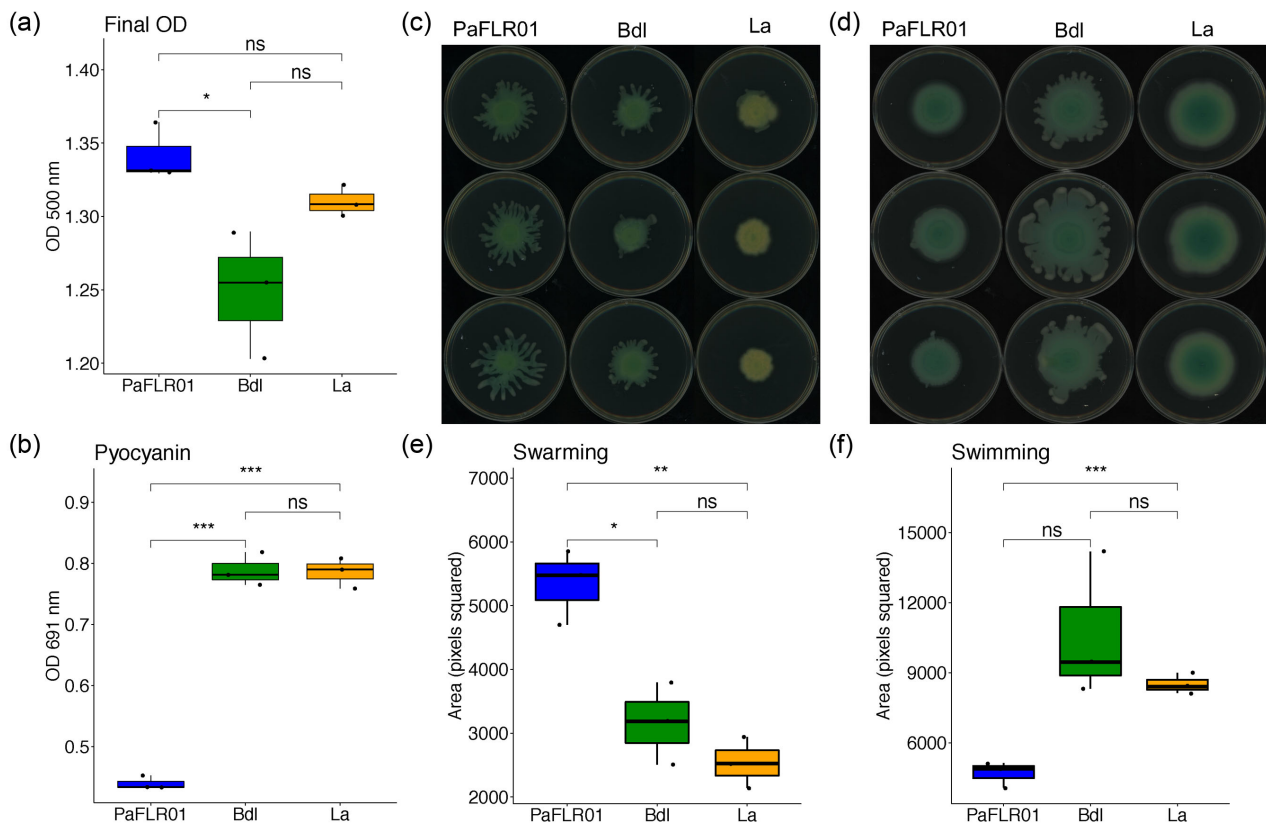 (a)
Final OD
ns
ns
*
1.40
1.35
1.30
1.25
1.20
OD 500 nm
PaFLR01 Bdl La
(c)
PaFLR01 Bdl La
(d)
PaFLR01 Bdl La
(b)
Pyocyanin
***
ns
***
0.9
0.8
0.7
0.6
0.5
OD 691 nm
PaFLR01 Bdl La
(e)
Swarming
**
ns
*
7000
6000
5000
4000
3000
2000
Area (pixels squared)
PaFLR01 Bdl La
(f)
Swimming
***
ns
ns
15000
12000
9000
6000
Area (pixels squared)
PaFLR01 Bdl La